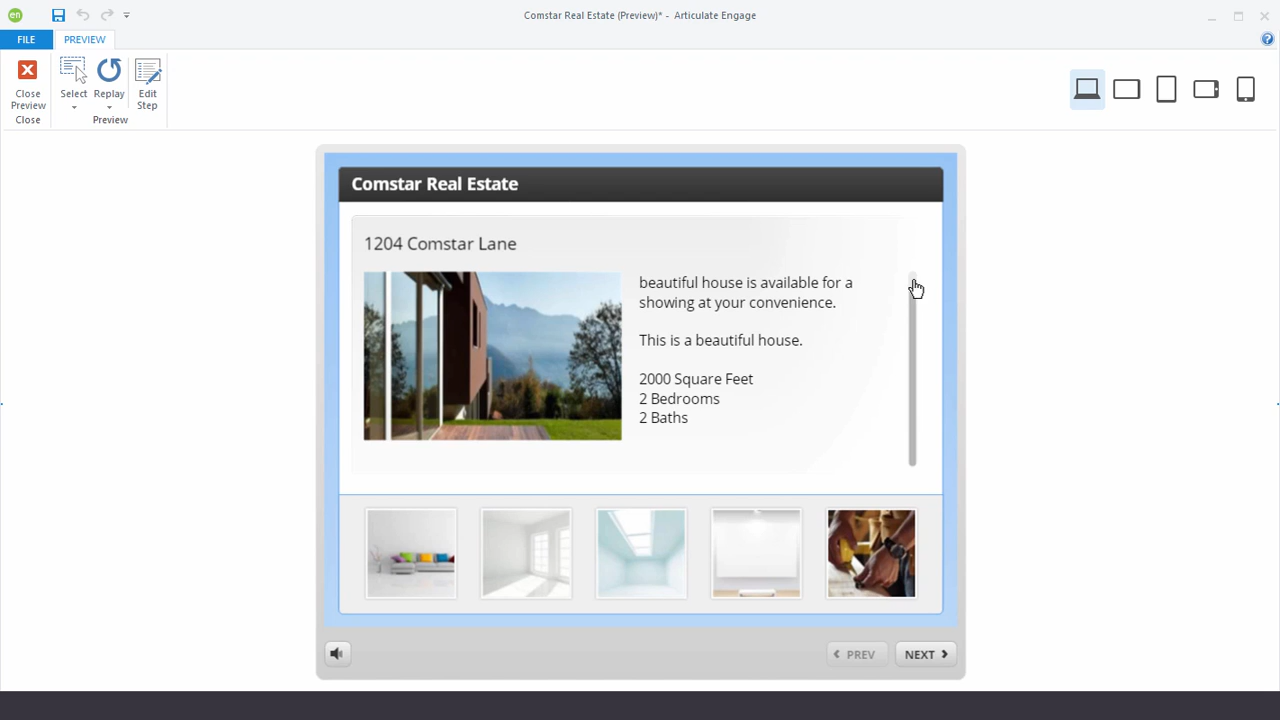 en
Comstar Real Estate (Preview)* - Articulate Engage
FILE
PREVIEW
?
Close Preview
Select
Replay
Edit Step
Close
Preview
Comstar Real Estate
1204 Comstar Lane
beautiful house is available for a
showing at your convenience.
This is a beautiful house.
2000 Square Feet
2 Bedrooms
2 Baths
PREV
NEXT